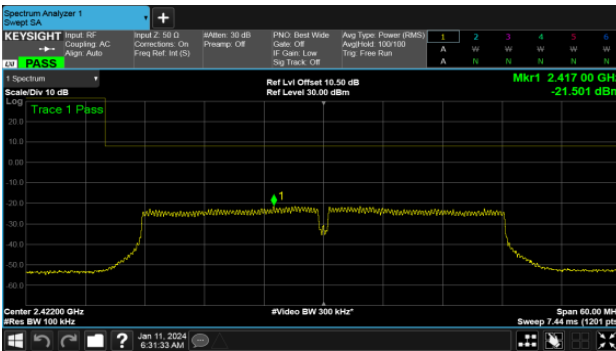 Spectrum Analyzer 1
Swept SA
+
KEYSIGHT Input: RF Input Z: 50 Ω #Atten: 30 dB PNO: Best Wide Avg Type: Power (RMS) 1 2 3 4 5 6
Coupling: AC Corrections: On Preamp: Off Gate: Off Avg|Hold: 100/100 A W W W W W
Align: Auto Freq Ref: Int (S) IF Gain: Low Trig: Free Run
LXI PASS Sig Track: Off A N N N N N
1 Spectrum Ref Lvl Offset 10.50 dB Mkr1 2.417 00 GHz
Scale/Div 10 dB Ref Level 30.00 dBm -21.501 dBm
Log
Trace 1 Pass
20.0
10.0
0.00
-10.0
1
-20.0
-30.0
-40.0
-50.0
-60.0
Center 2.42200 GHz #Video BW 300 kHz* Span 60.00 MH
#Res BW 100 kHz Sweep 7.44 ms (1201 pts
? Jan 11, 2024
6:31:33 AM